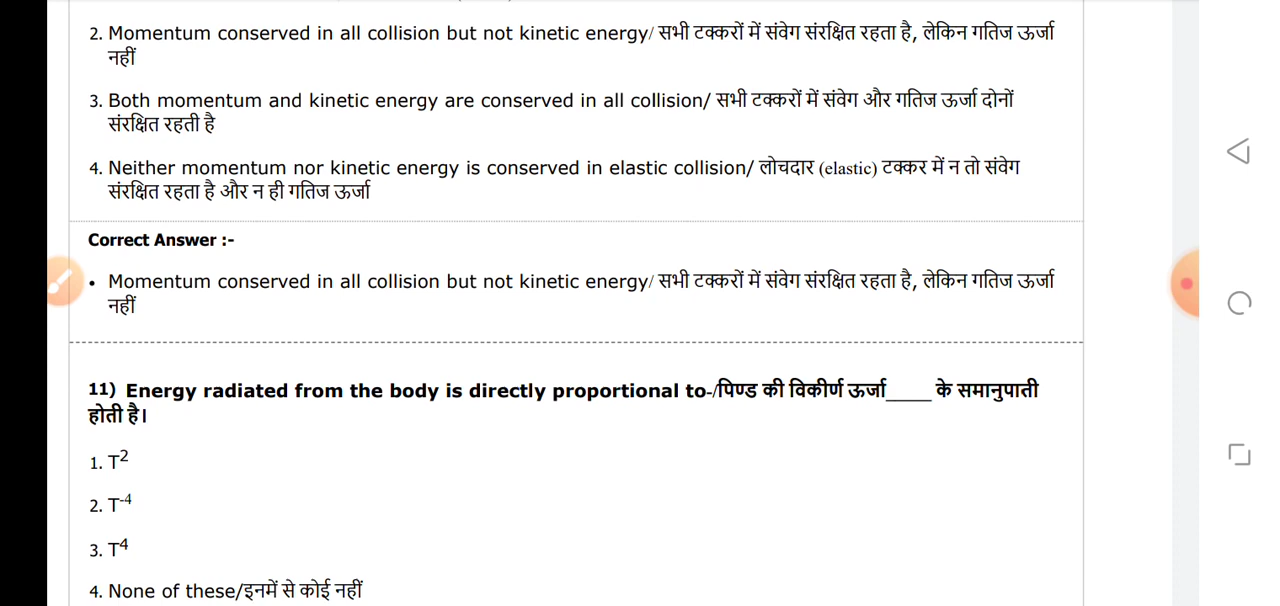 2. Momentum conserved in all collision but not kinetic energy/ सभी टक्करों में संवेग संरक्षित रहता है, लेकिन गतिज ऊर्जा
नहीं
3. Both momentum and kinetic energy are conserved in all collision/ सभी टक्करों में संवेग और गतिज ऊर्जा दोनों
संरक्षित रहती है
4. Neither momentum nor kinetic energy is conserved in elastic collision/ लोचदार (elastic) टक्कर में न तो संवेग
संरक्षित रहता है और न ही गतिज ऊर्जा
Correct Answer :-
• Momentum conserved in all collision but not kinetic energy/ सभी टक्करों में संवेग संरक्षित रहता है, लेकिन गतिज ऊर्जा
नहीं
11) Energy radiated from the body is directly proportional to-/पिण्ड की विकीर्ण ऊर्जा____ के समानुपाती
होती है।
1. T²
2. T⁻⁴
3. T⁴
4. None of these/इनमें से कोई नहीं